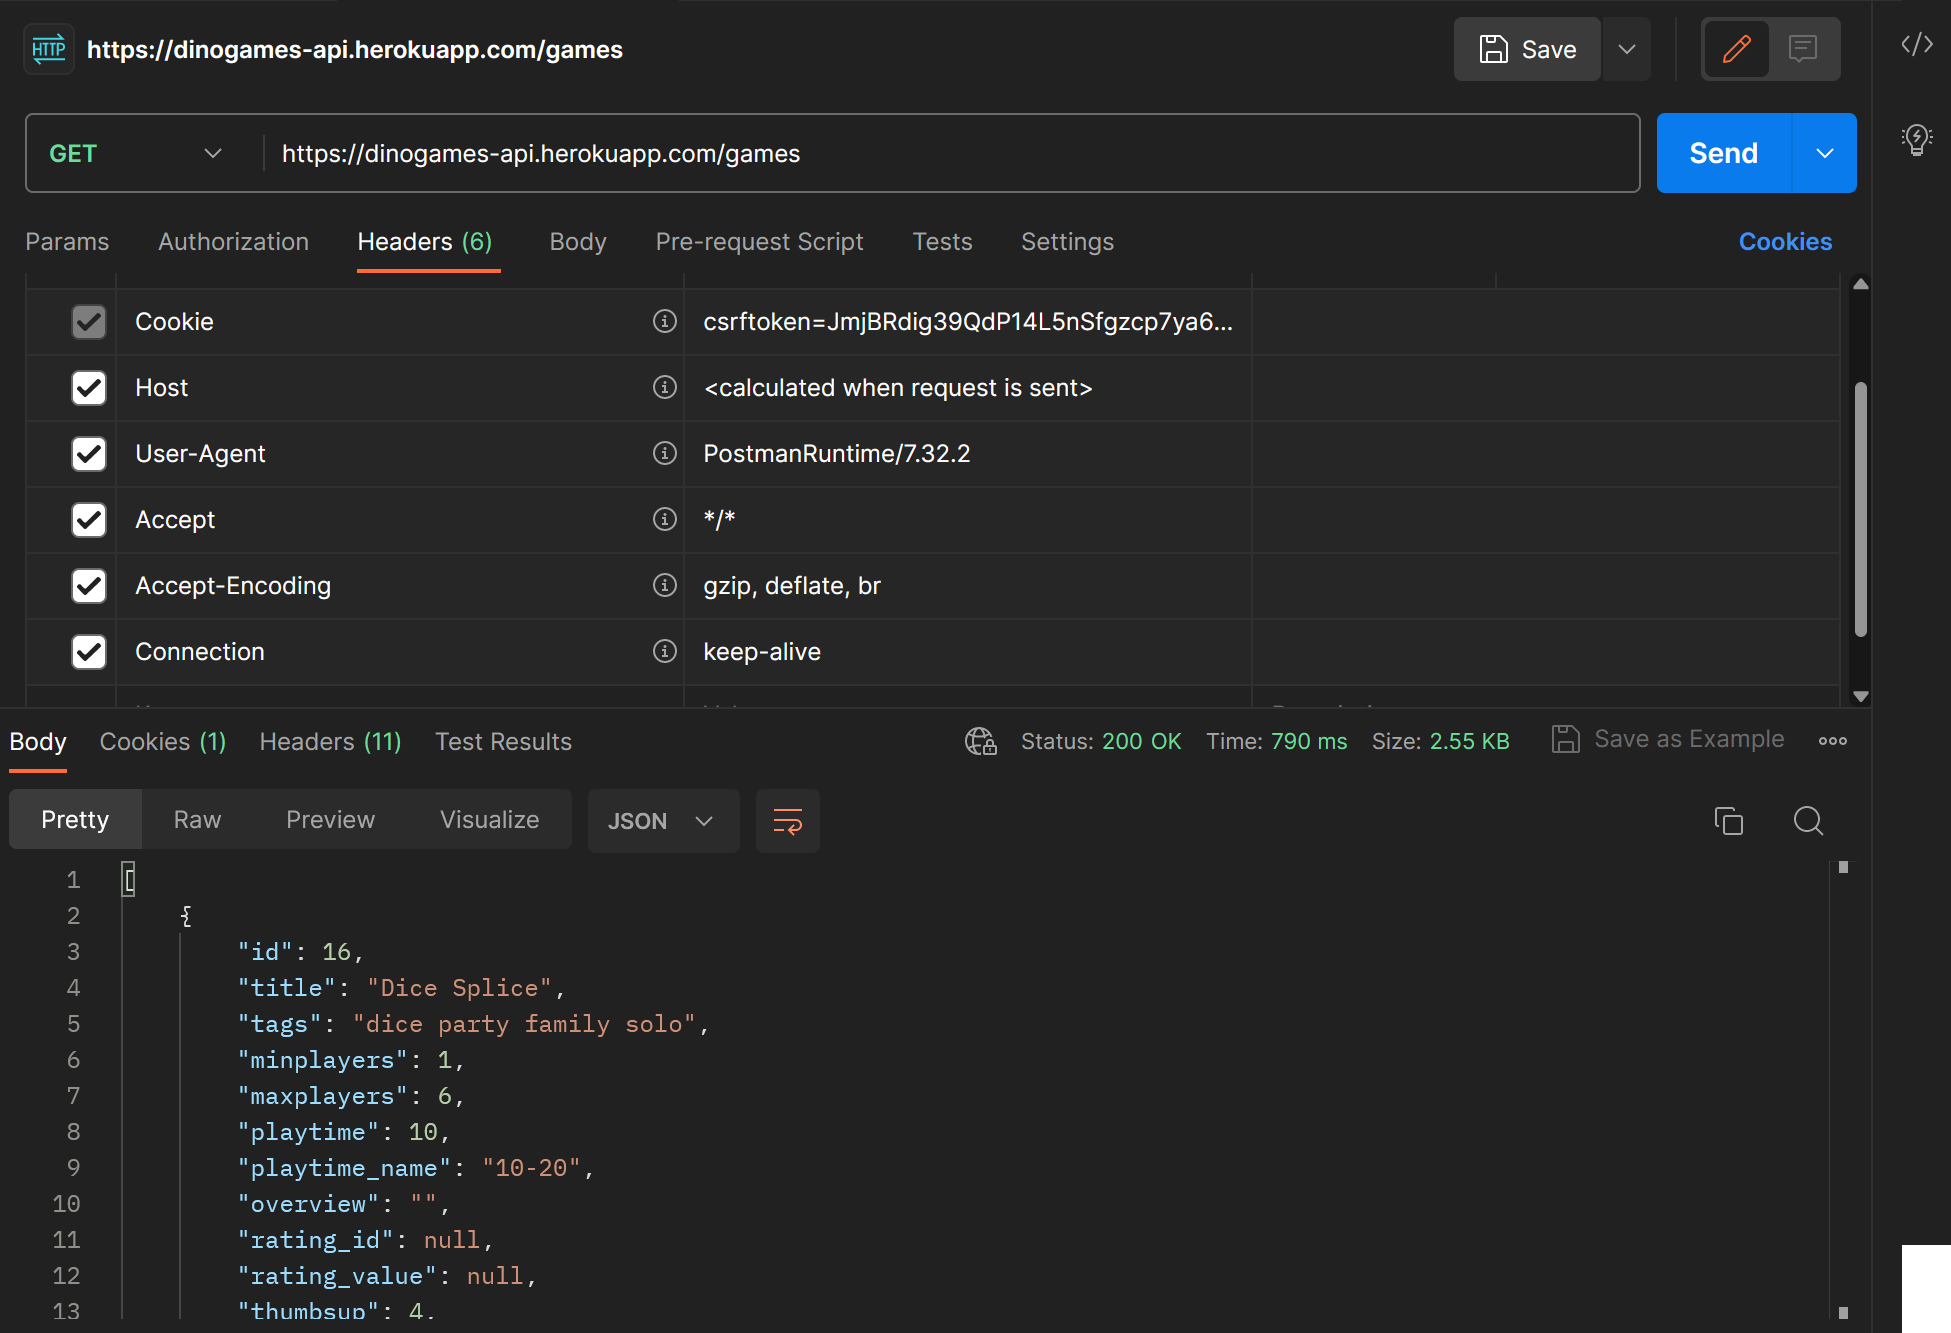 HTTP https://dinogames-api.herokuapp.com/games Save
GET https://dinogames-api.herokuapp.com/games Send
Params Authorization Headers (6) Body Pre-request Script Tests Settings Cookies
Cookie csrftoken=JmjBRdig39QdP14L5nSfgzcp7ya6...
Host <calculated when request is sent>
User-Agent PostmanRuntime/7.32.2
Accept */*
Accept-Encoding gzip, deflate, br
Connection keep-alive
Body Cookies (1) Headers (11) Test Results Status: 200 OK Time: 790 ms Size: 2.55 KB Save as Example
Pretty Raw Preview Visualize JSON
1 [
2 {
3 "id": 16,
4 "title": "Dice Splice",
5 "tags": "dice party family solo",
6 "minplayers": 1,
7 "maxplayers": 6,
8 "playtime": 10,
9 "playtime_name": "10-20",
10 "overview": "",
11 "rating_id": null,
12 "rating_value": null,
13 "thumbsup": 4,